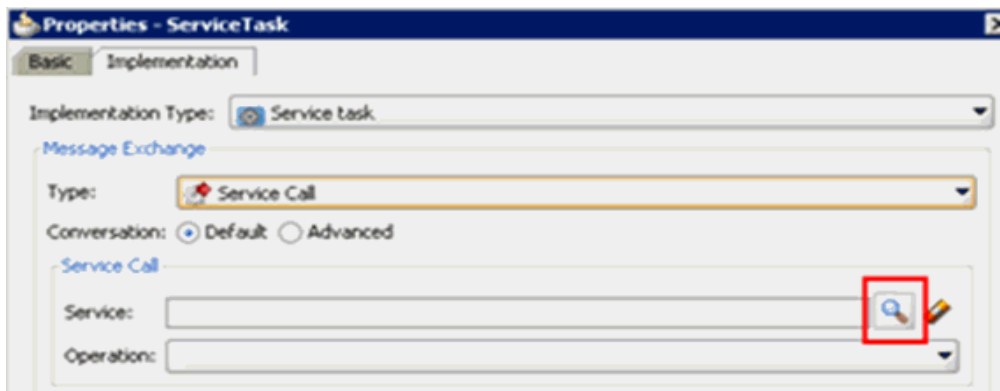 Properties - ServiceTask
Basic Implementation
Implementation Type: Service task
Message Exchange
Type: Service Call
Conversation: Default Advanced
Service Call
Service:
Operation: